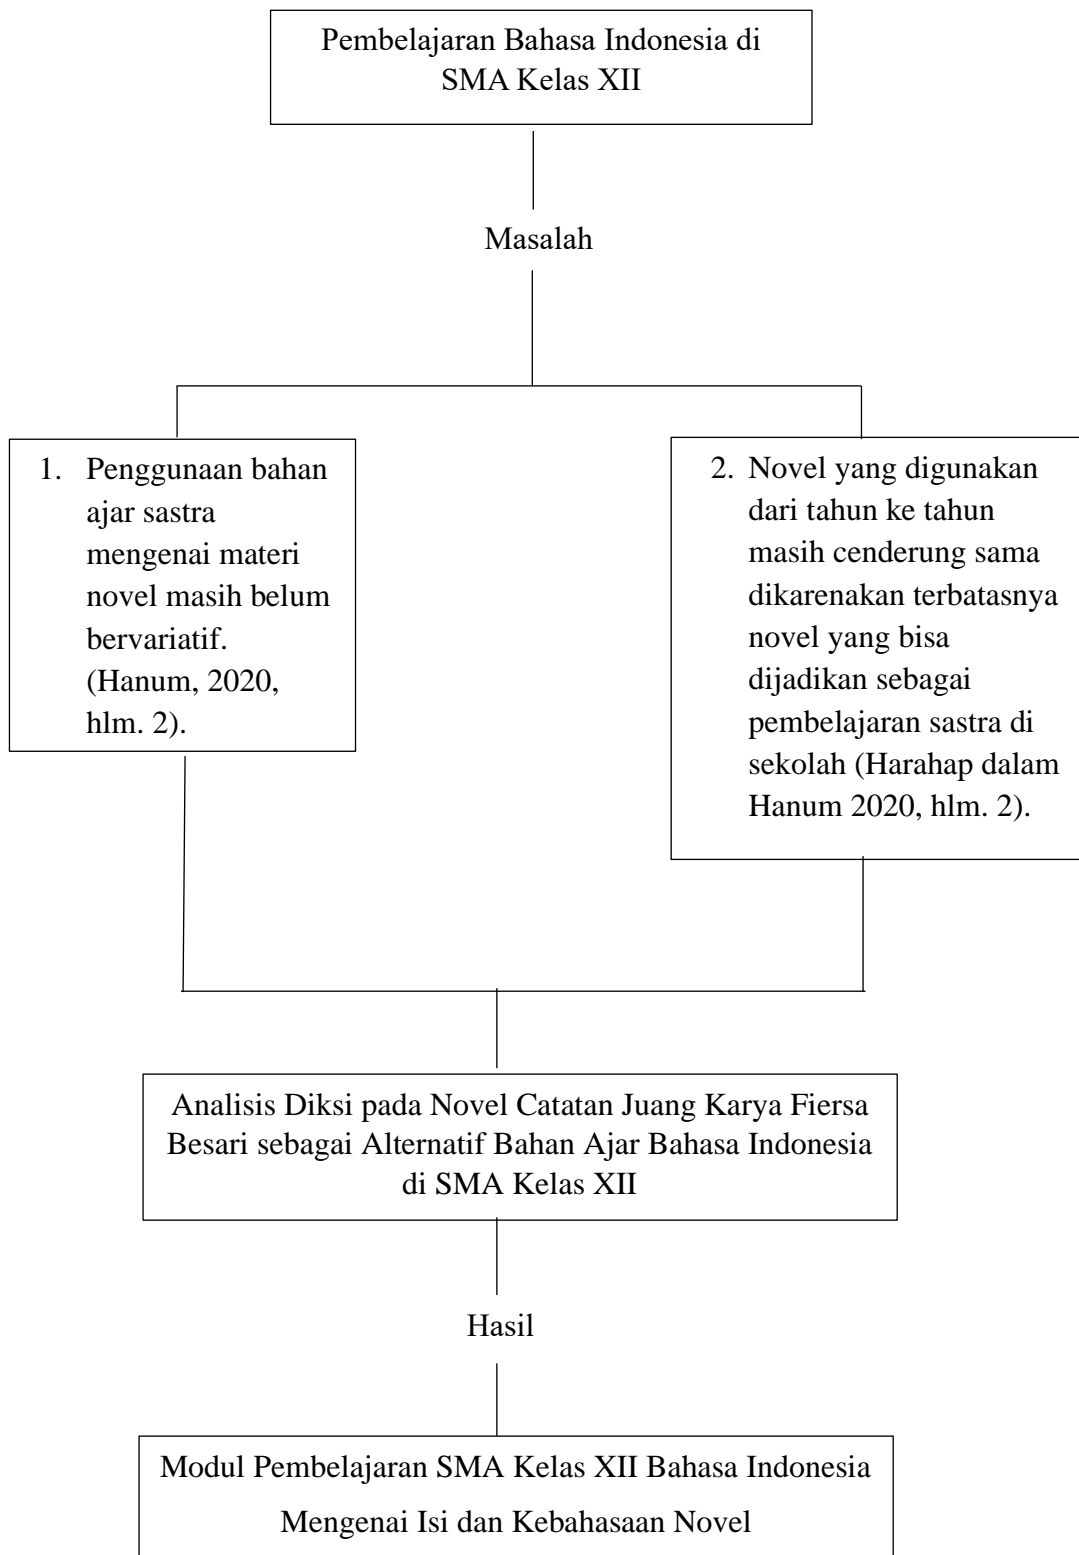 Pembelajaran Bahasa Indonesia di
SMA Kelas XII
Masalah
1. Penggunaan bahan
ajar sastra
mengenai materi
novel masih belum
bervariatif.
(Hanum, 2020,
hlm. 2).
2. Novel yang digunakan
dari tahun ke tahun
masih cenderung sama
dikarenakan terbatasnya
novel yang bisa
dijadikan sebagai
pembelajaran sastra di
sekolah (Harahap dalam
Hanum 2020, hlm. 2).
Analisis Diksi pada Novel Catatan Juang Karya Fiersa
Besari sebagai Alternatif Bahan Ajar Bahasa Indonesia
di SMA Kelas XII
Hasil
Modul Pembelajaran SMA Kelas XII Bahasa Indonesia
Mengenai Isi dan Kebahasaan Novel